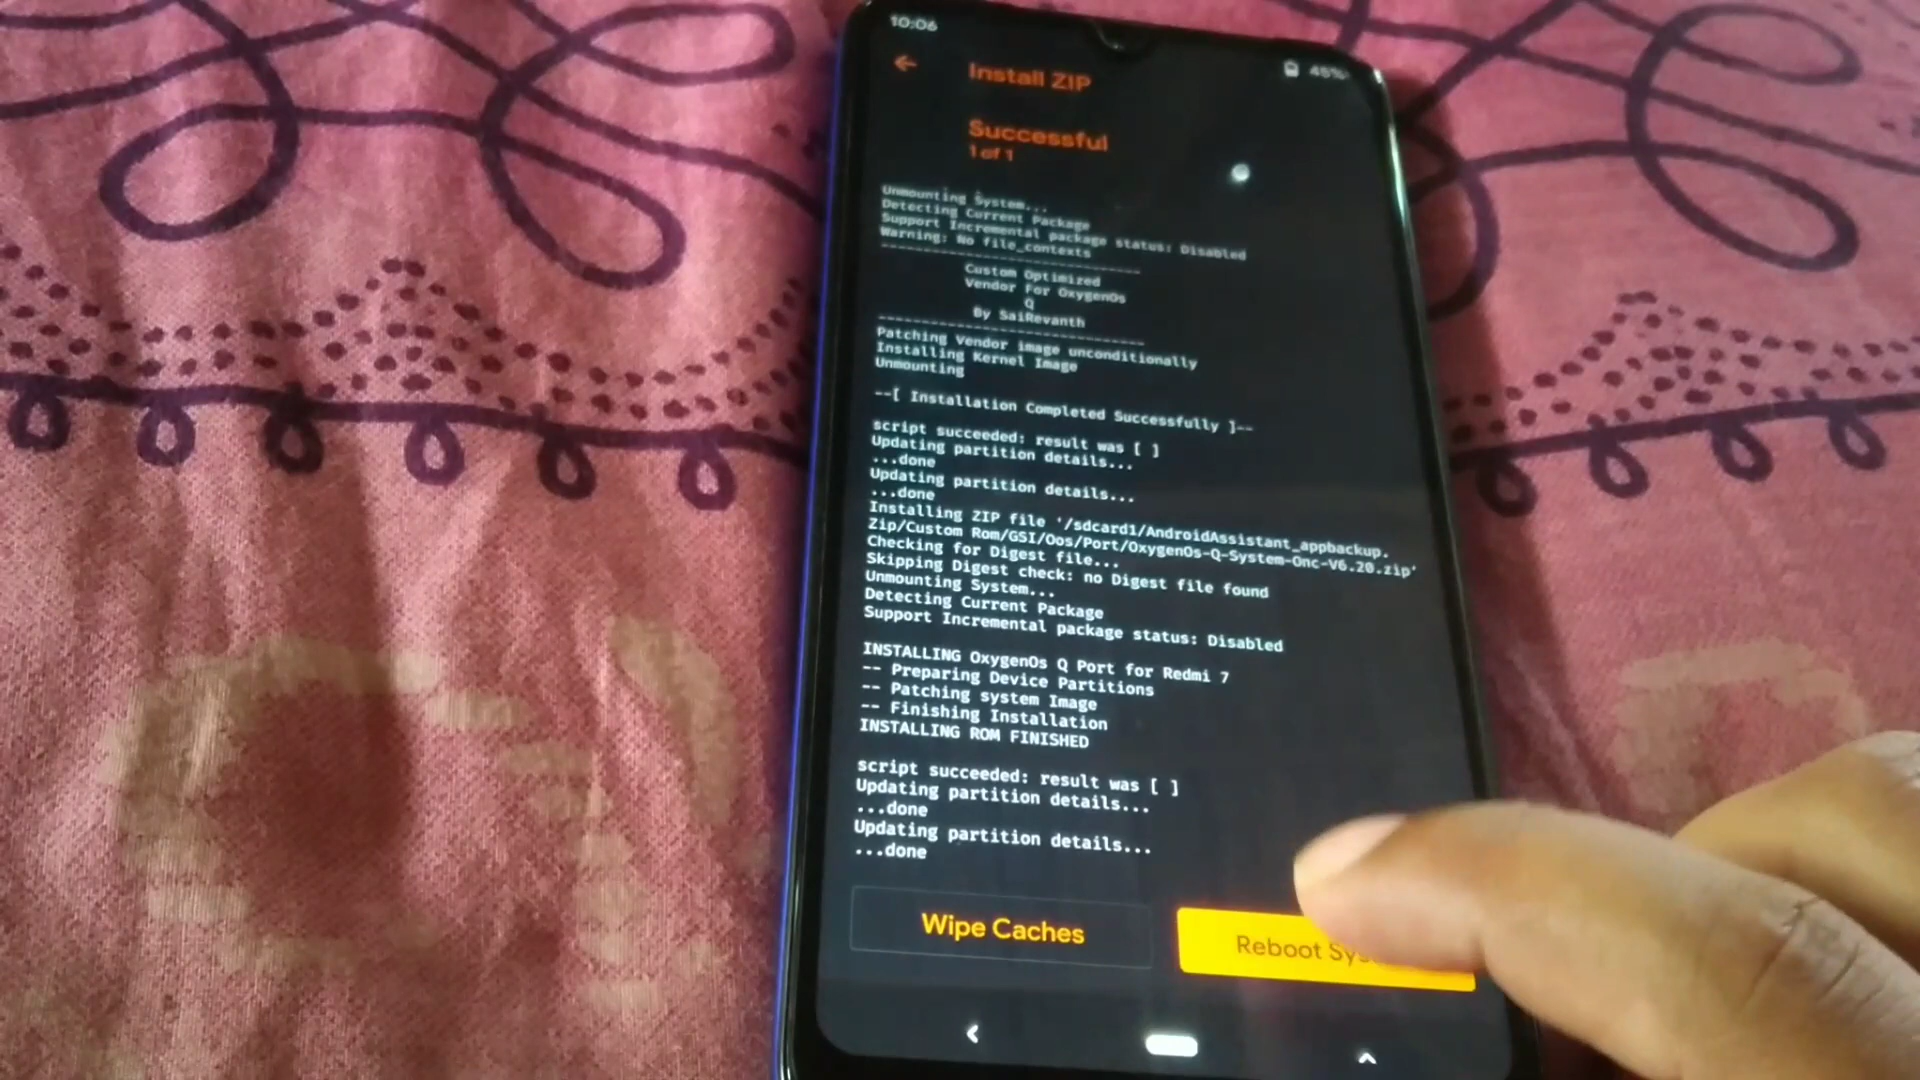 10:06
45%
Install ZIP
Successful
1 of 1
Unmounting System...
Detecting Current Package
Support Incremental package status: Disabled
Warning: No file_contexts
--------------------------------
Custom Optimized
Vendor For OxygenOs
Q
By SaiRevanth
--------------------------------
Patching Vendor image unconditionally
Installing Kernel Image
Unmounting
--[ Installation Completed Successfully ]--
script succeeded: result was [ ]
Updating partition details...
...done
Updating partition details...
...done
Installing ZIP file '/sdcard1/AndroidAssistant_appbackup.
Zip/Custom Rom/GSI/Oos/Port/OxygenOs-Q-System-Onc-V6.20.zip'
Checking for Digest file...
Skipping Digest check: no Digest file found
Unmounting System...
Detecting Current Package
Support Incremental package status: Disabled
INSTALLING OxygenOs Q Port for Redmi 7
-- Preparing Device Partitions
-- Patching system Image
-- Finishing Installation
INSTALLING ROM FINISHED
script succeeded: result was [ ]
Updating partition details...
...done
Updating partition details...
...done
Wipe Caches
Reboot